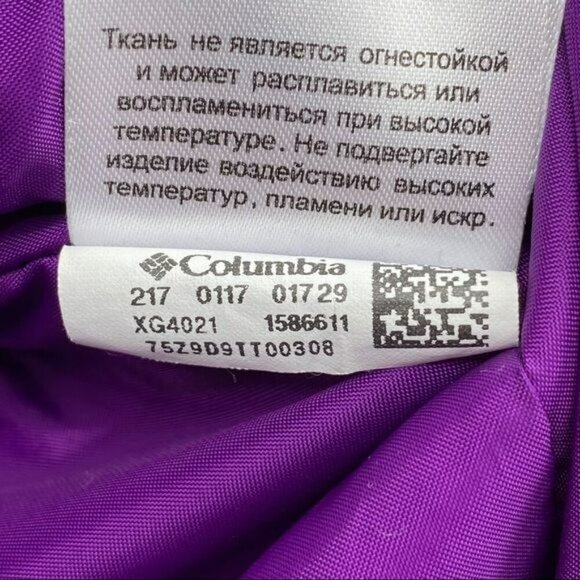 Ткань не является огнестойкой
и может расплавиться или
воспламениться при высокой
температуре. Не подвергайте
изделие воздействию высоких
температур, пламени или искр.
Columbia
217 0117 01729
XG4021 1586611
75Z9D9TT00308